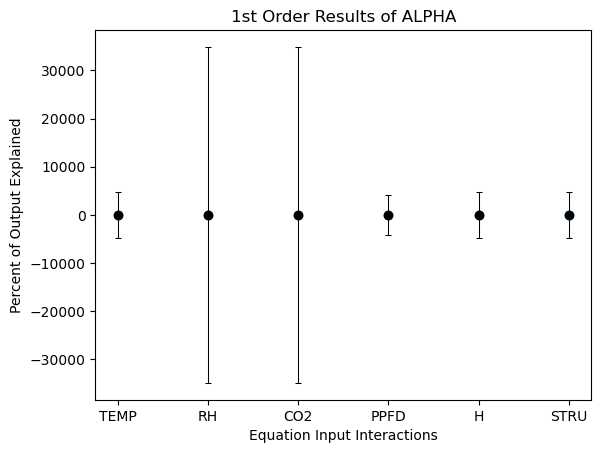 1st Order Results of ALPHA
Percent of Output Explained
30000
20000
10000
0
−10000
−20000
−30000
TEMP RH CO2 PPFD H STRU
Equation Input Interactions